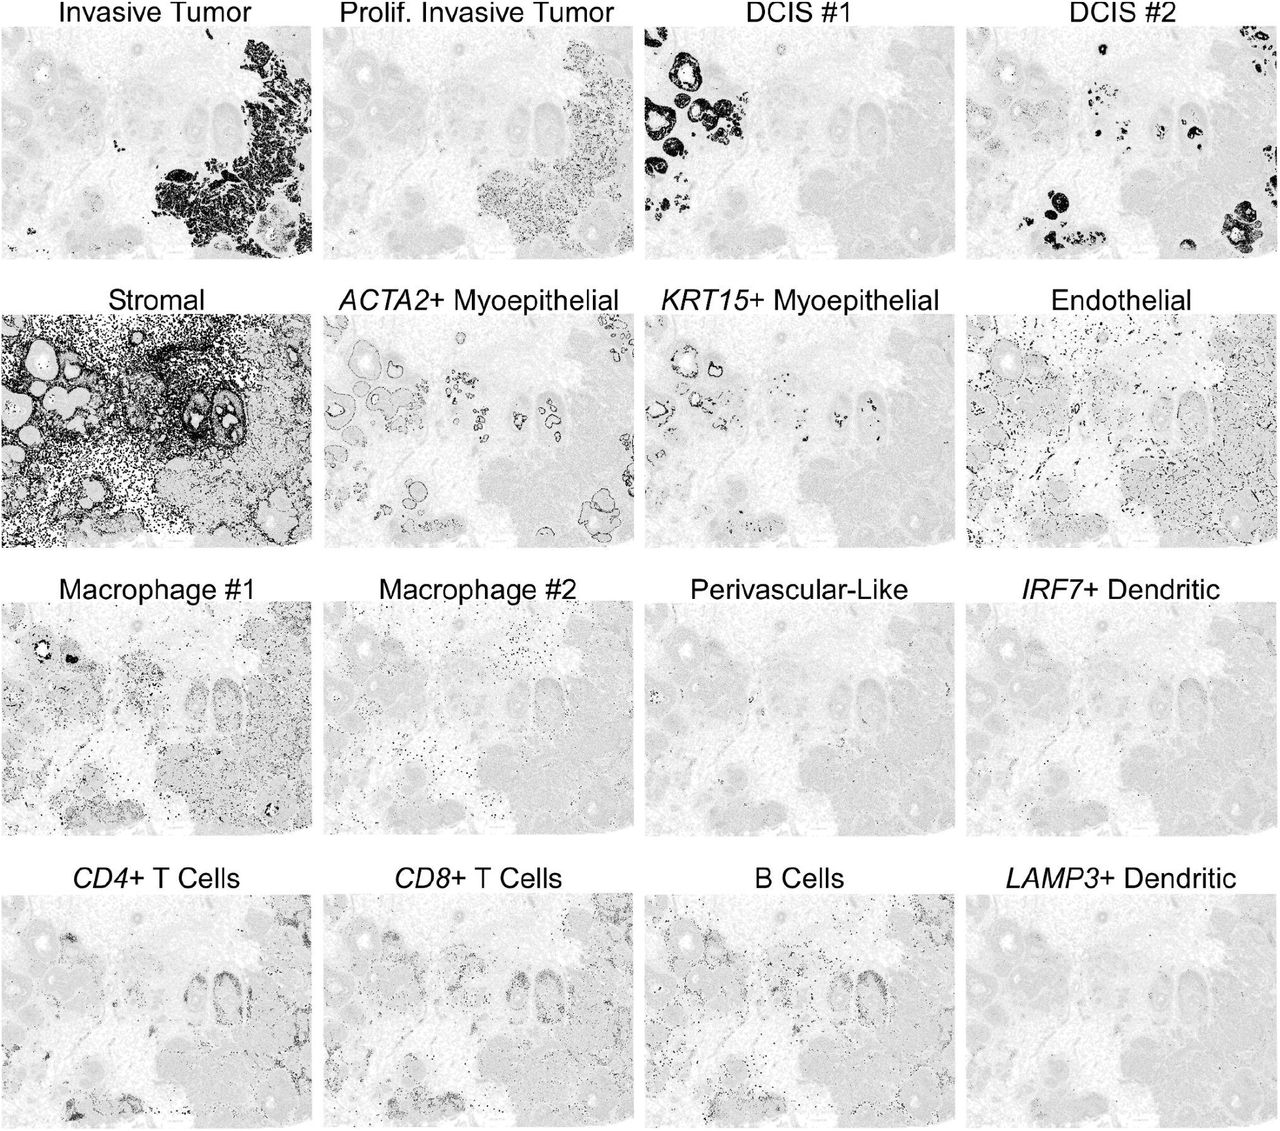 Invasive Tumor
Prolif. Invasive Tumor
DCIS #1
DCIS #2
Stromal
ACTA2+ Myoepithelial
KRT15+ Myoepithelial
Endothelial
Macrophage #1
Macrophage #2
Perivascular-Like
IRF7+ Dendritic
CD4+ T Cells
CD8+ T Cells
B Cells
LAMP3+ Dendritic